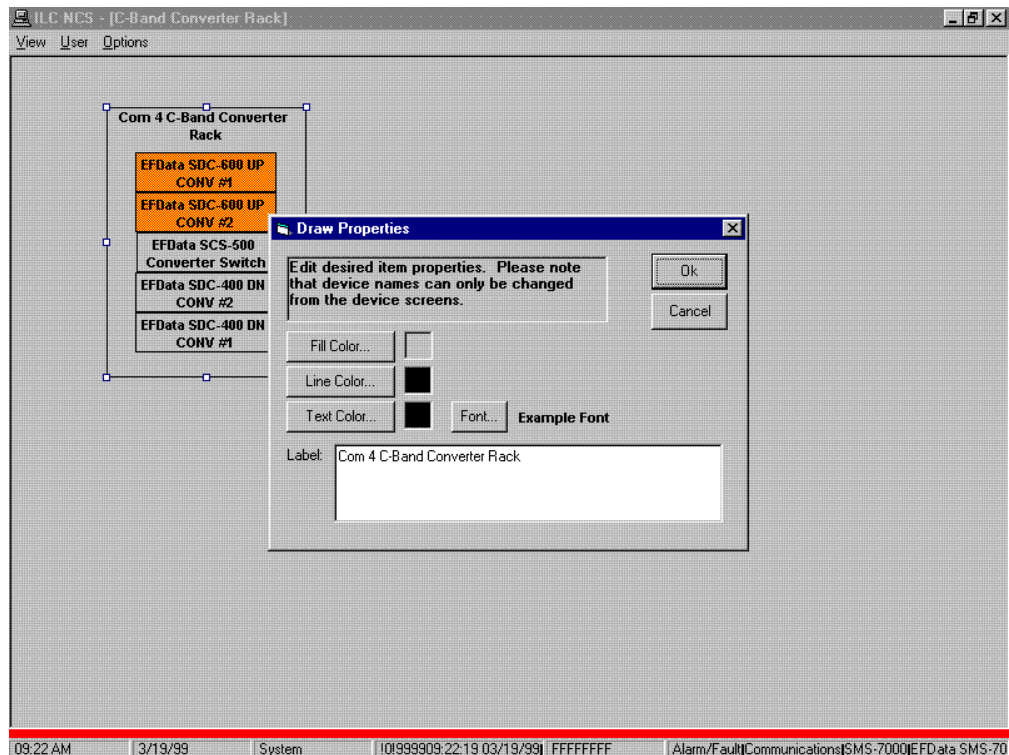 ILC NCS - [C-Band Converter Rack]
View User Options
Com 4 C-Band Converter
Rack
EFData SDC-600 UP
CONV #1
EFData SDC-600 UP
CONV #2
EFData SCS-500
Converter Switch
EFData SDC-400 DN
CONV #2
EFData SDC-400 DN
CONV #1
Draw Properties
Edit desired item properties. Please note
that device names can only be changed
from the device screens.
Ok
Cancel
Fill Color...
Line Color...
Text Color...
Font...
Example Font
Label:
Com 4 C-Band Converter Rack
09:22 AM
3/19/99
System
!0!999909:22:19 03/19/99|
FFFFFFFF
Alarm/Fault|Communications|SMS-7000|EFData SMS-70